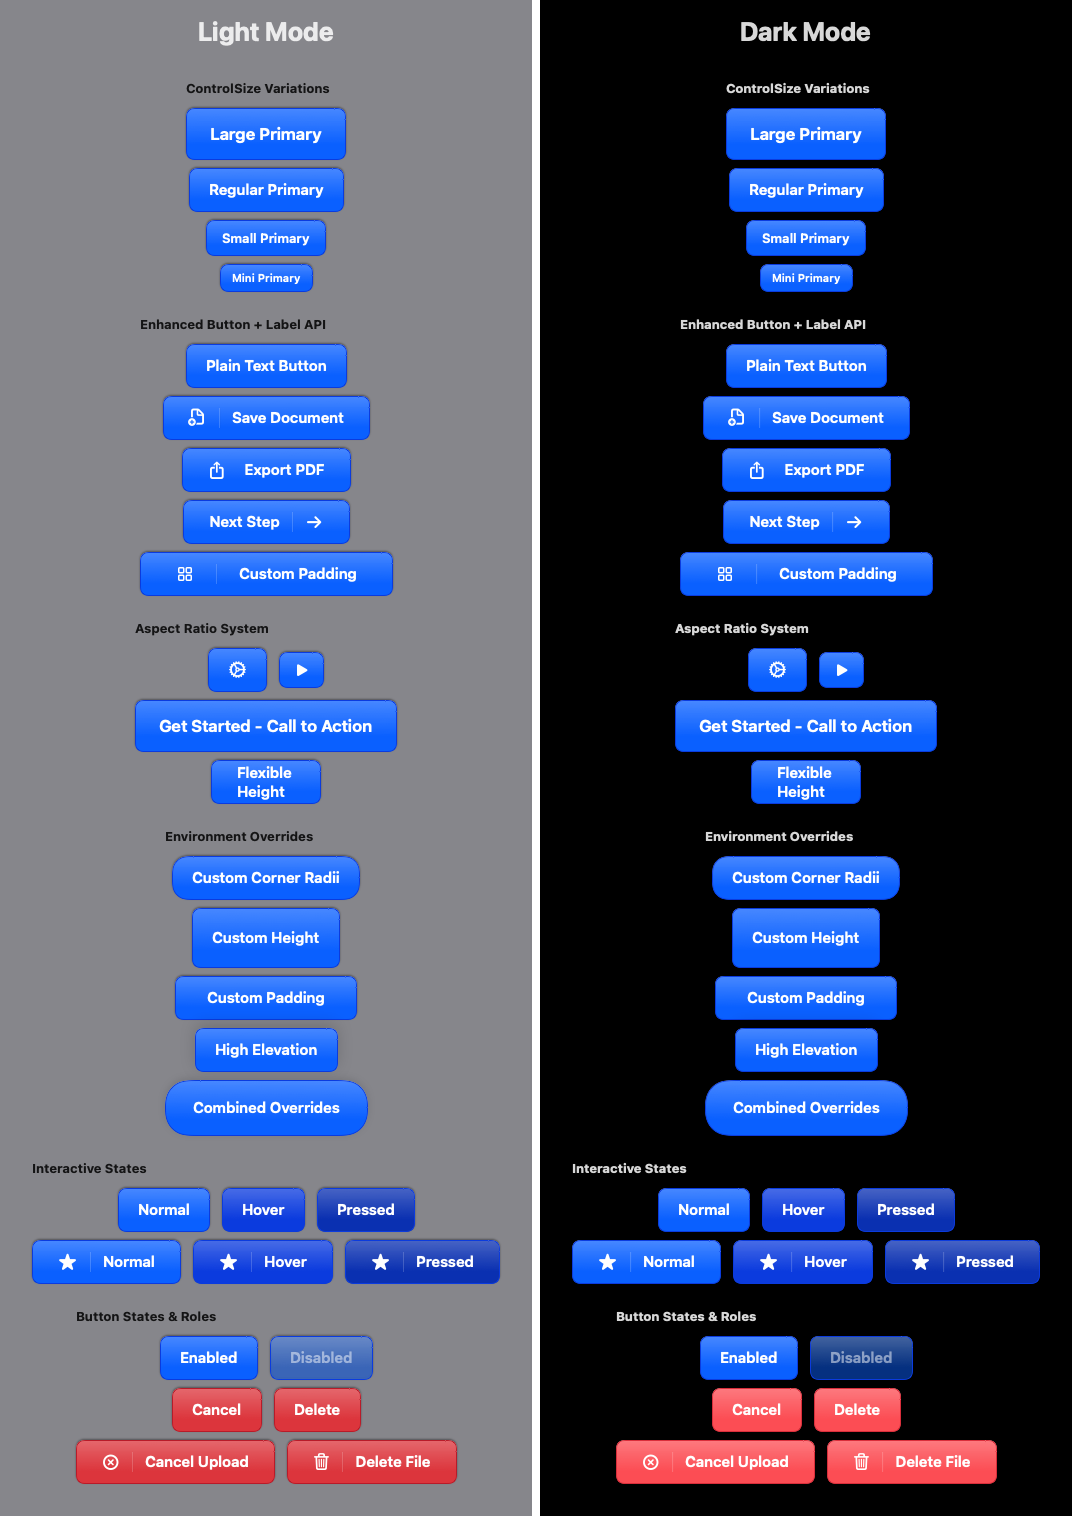 Light Mode
ControlSize Variations
Large Primary
Regular Primary
Small Primary
Mini Primary
Enhanced Button + Label API
Plain Text Button
Save Document
Export PDF
Next Step
Custom Padding
Aspect Ratio System
Get Started - Call to Action
Flexible
Height
Environment Overrides
Custom Corner Radii
Custom Height
Custom Padding
High Elevation
Combined Overrides
Interactive States
Normal Hover Pressed
Normal Hover Pressed
Button States & Roles
Enabled Disabled
Cancel Delete
Cancel Upload Delete File
Dark Mode
ControlSize Variations
Large Primary
Regular Primary
Small Primary
Mini Primary
Enhanced Button + Label API
Plain Text Button
Save Document
Export PDF
Next Step
Custom Padding
Aspect Ratio System
Get Started - Call to Action
Flexible
Height
Environment Overrides
Custom Corner Radii
Custom Height
Custom Padding
High Elevation
Combined Overrides
Interactive States
Normal Hover Pressed
Normal Hover Pressed
Button States & Roles
Enabled Disabled
Cancel Delete
Cancel Upload Delete File